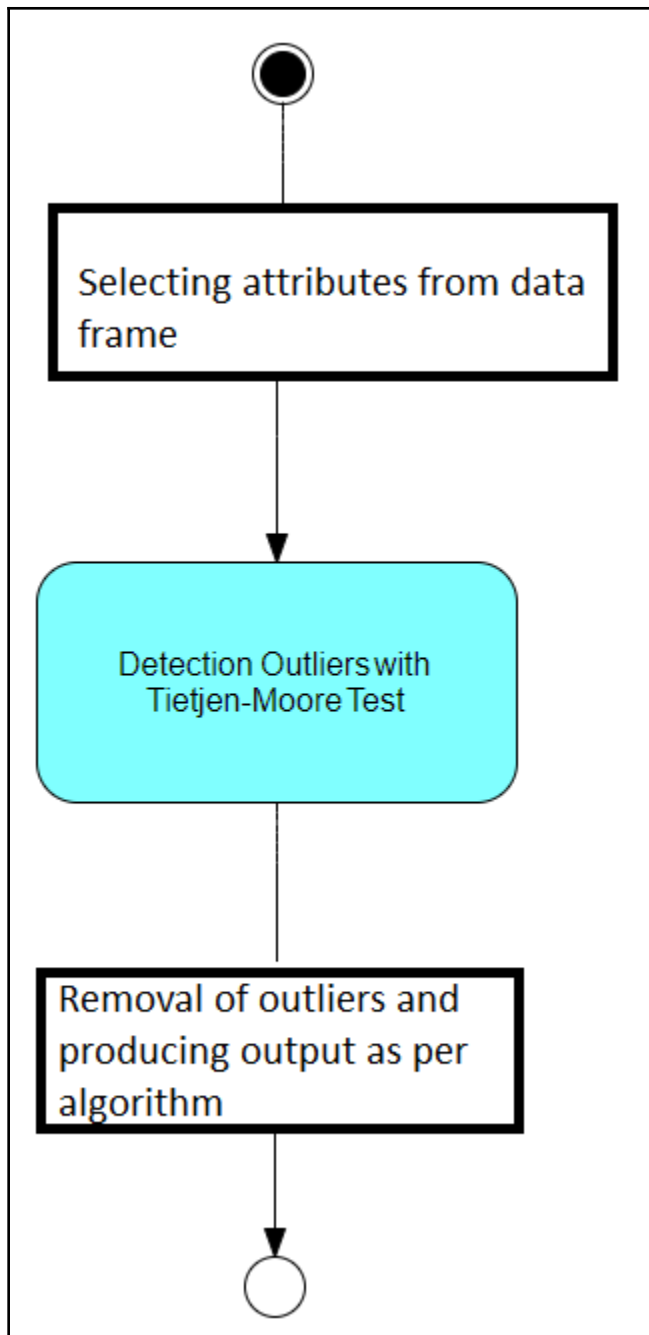 Selecting attributes from data
frame
Detection Outliers with
Tietjen-Moore Test
Removal of outliers and
producing output as per
algorithm